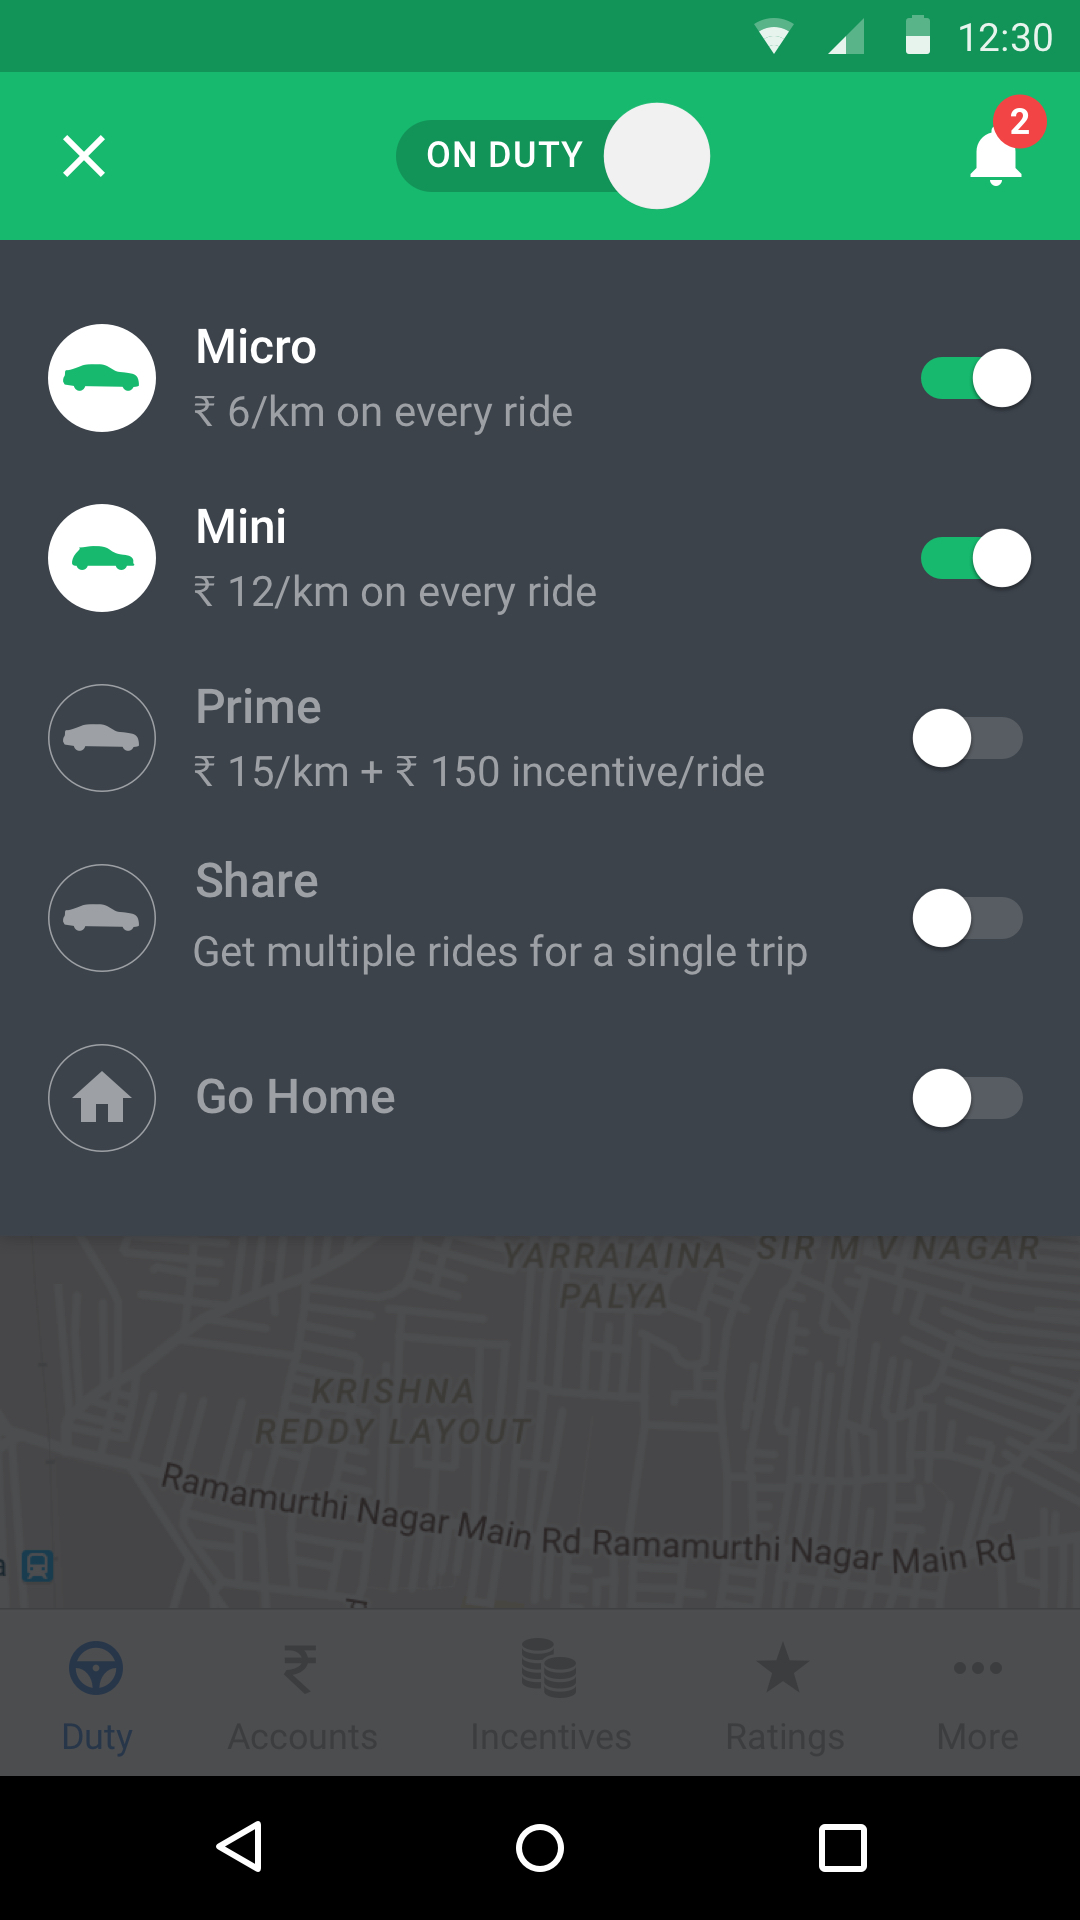 12:30
ON DUTY
2
Micro
₹ 6/km on every ride
Mini
₹ 12/km on every ride
Prime
₹ 15/km + ₹ 150 incentive/ride
Share
Get multiple rides for a single trip
Go Home
YARRAIAINA
PALYA
SIR M V NAGAR
KRISHNA
REDDY LAYOUT
Ramamurthi Nagar Main Rd
Ramamurthi Nagar Main Rd
Duty
Accounts
Incentives
Ratings
More